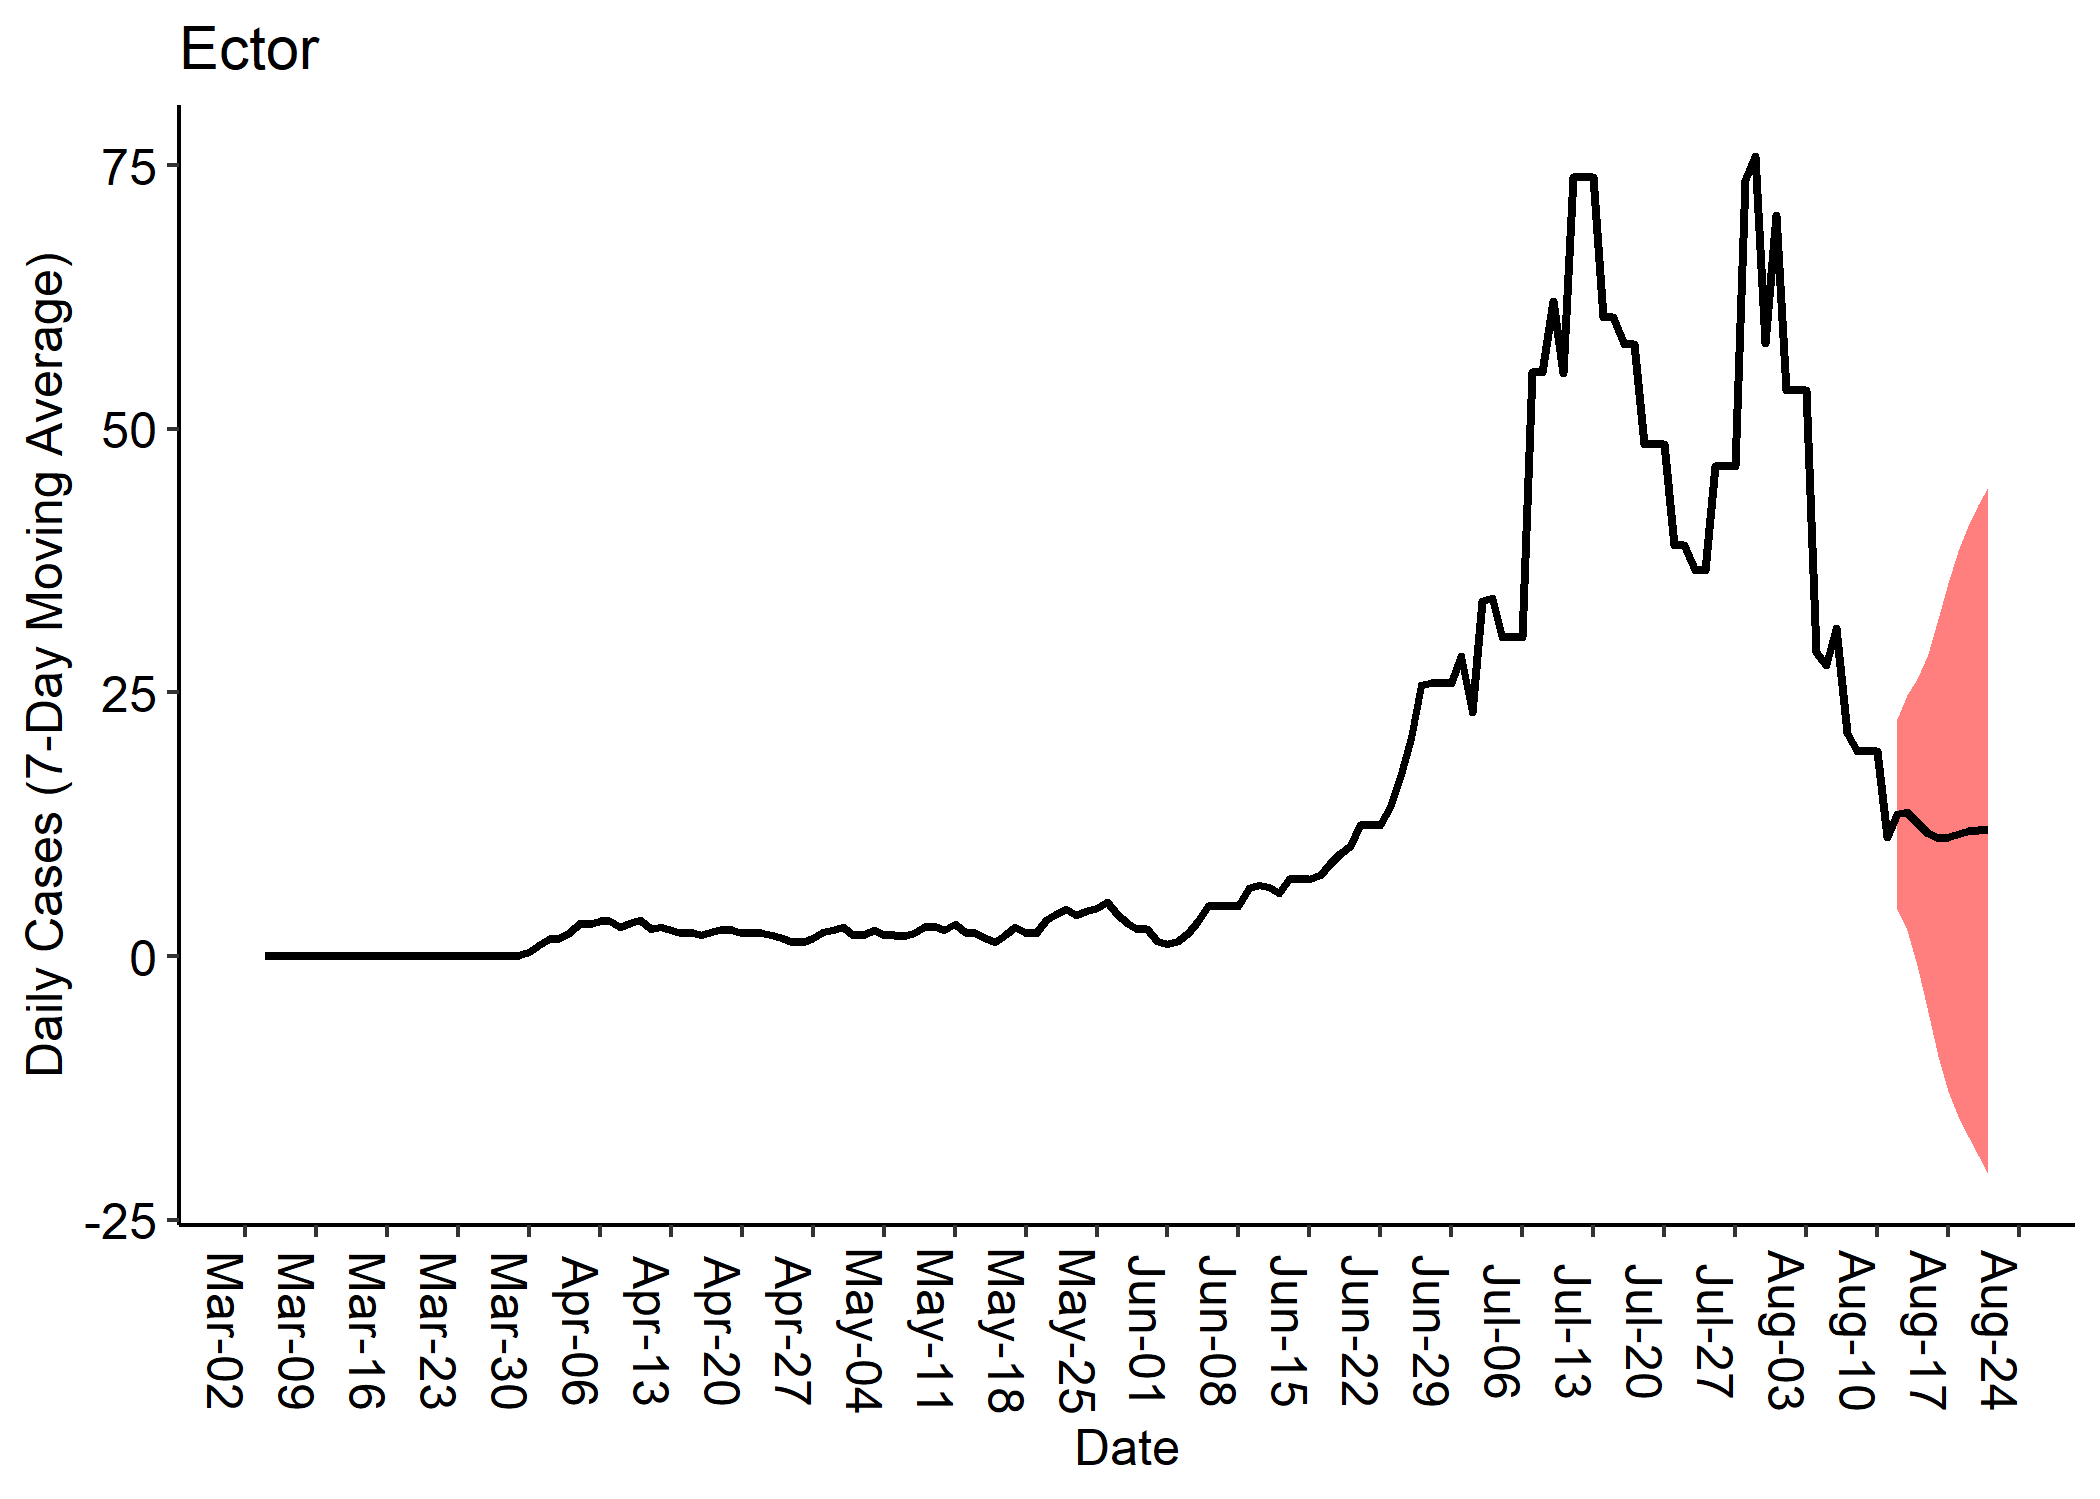 Ector
Daily Cases (7-Day Moving Average)
75
50
25
0
-25
Mar-02
Mar-09
Mar-16
Mar-23
Mar-30
Apr-06
Apr-13
Apr-20
Apr-27
May-04
May-11
May-18
May-25
Jun-01
Jun-08
Jun-15
Jun-22
Jun-29
Jul-06
Jul-13
Jul-20
Jul-27
Aug-03
Aug-10
Aug-17
Aug-24
Date